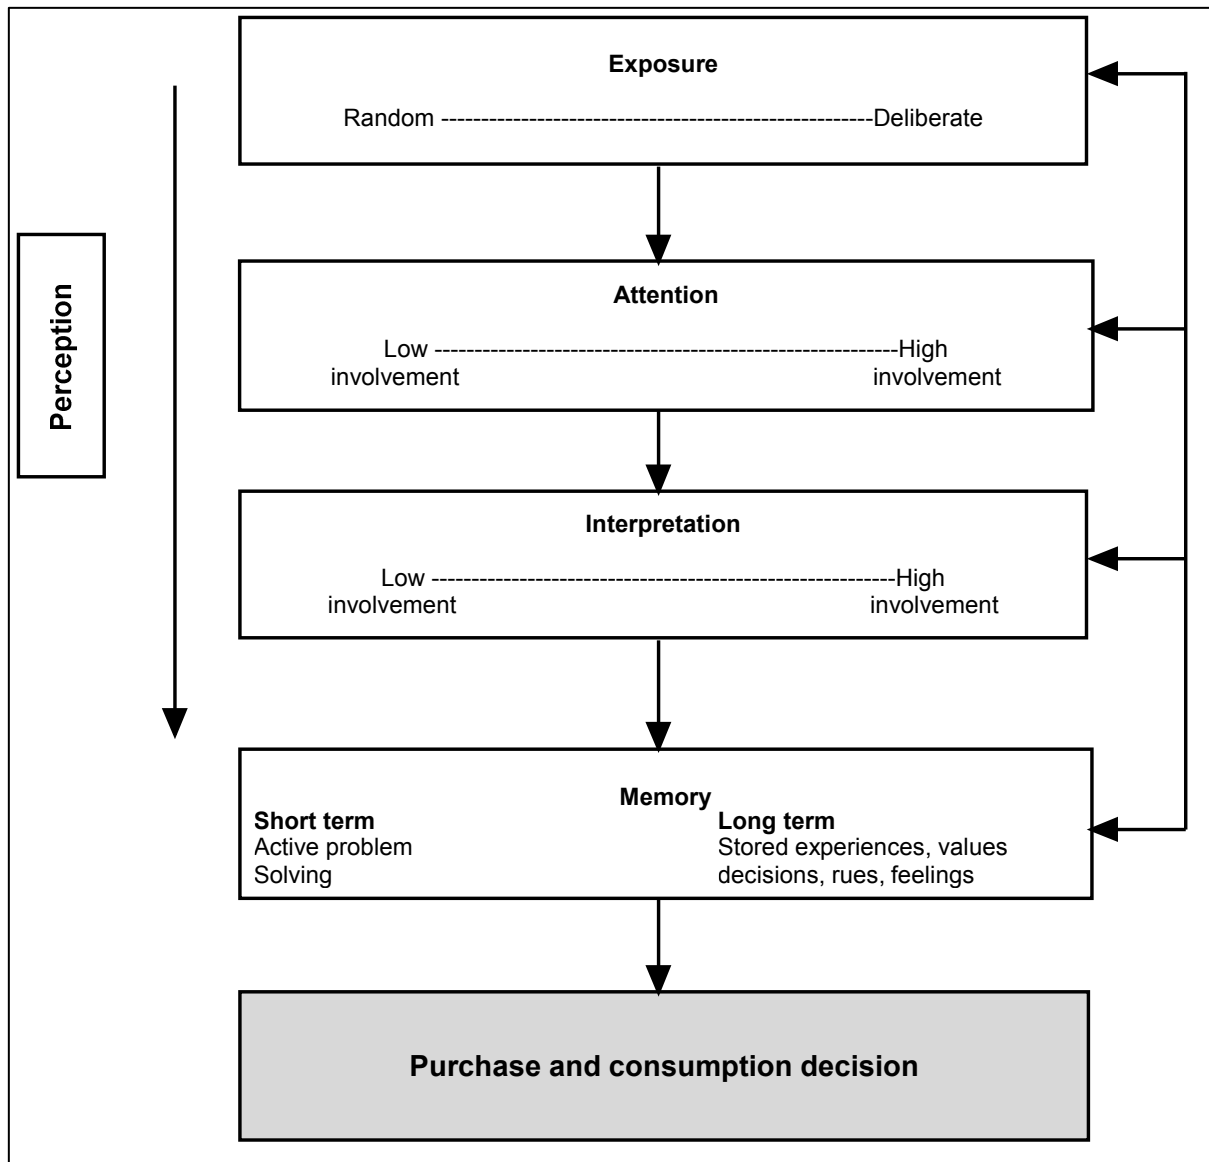 Exposure
Random ------------------------------------------------------Deliberate
Perception
Attention
Low ----------------------------------------------------------High
involvement involvement
Interpretation
Low ----------------------------------------------------------High
involvement involvement
Memory
Short term Long term
Active problem Stored experiences, values
Solving decisions, rues, feelings
Purchase and consumption decision